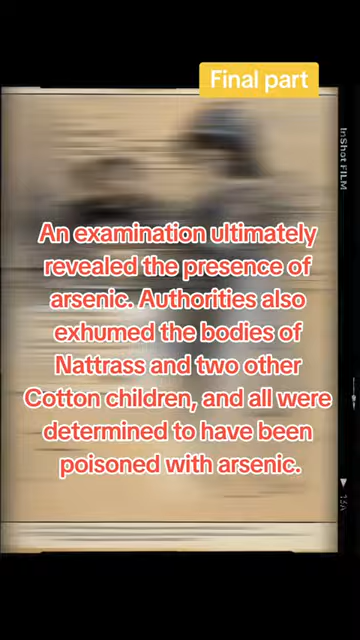 Final part
InShot FILM
An examination ultimately
revealed the presence of
arsenic. Authorities also
exhumed the bodies of
Nattrass and two other
Cotton children, and all were
determined to have been
poisoned with arsenic.